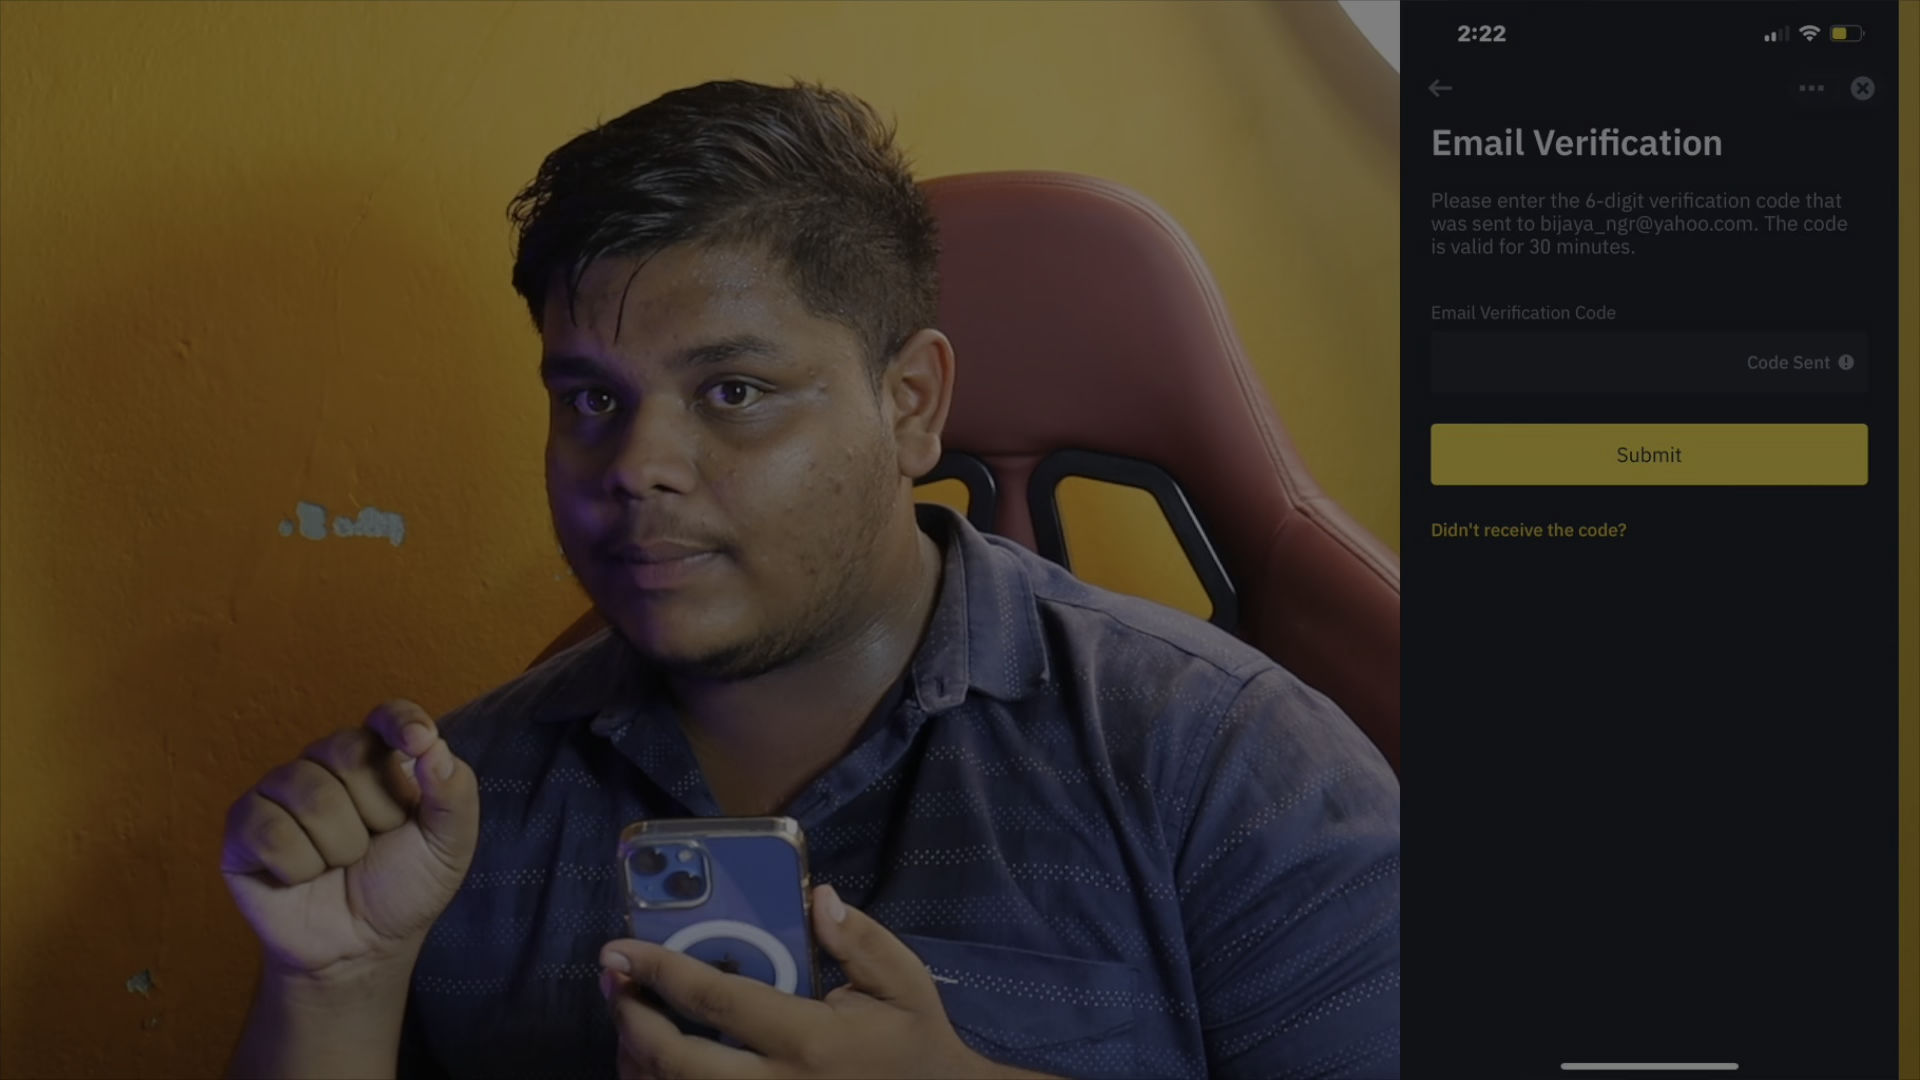 2:22
Email Verification
Please enter the 6-digit verification code that
was sent to bijaya_ngr@yahoo.com. The code
is valid for 30 minutes.
Email Verification Code
Code Sent
Submit
Didn't receive the code?